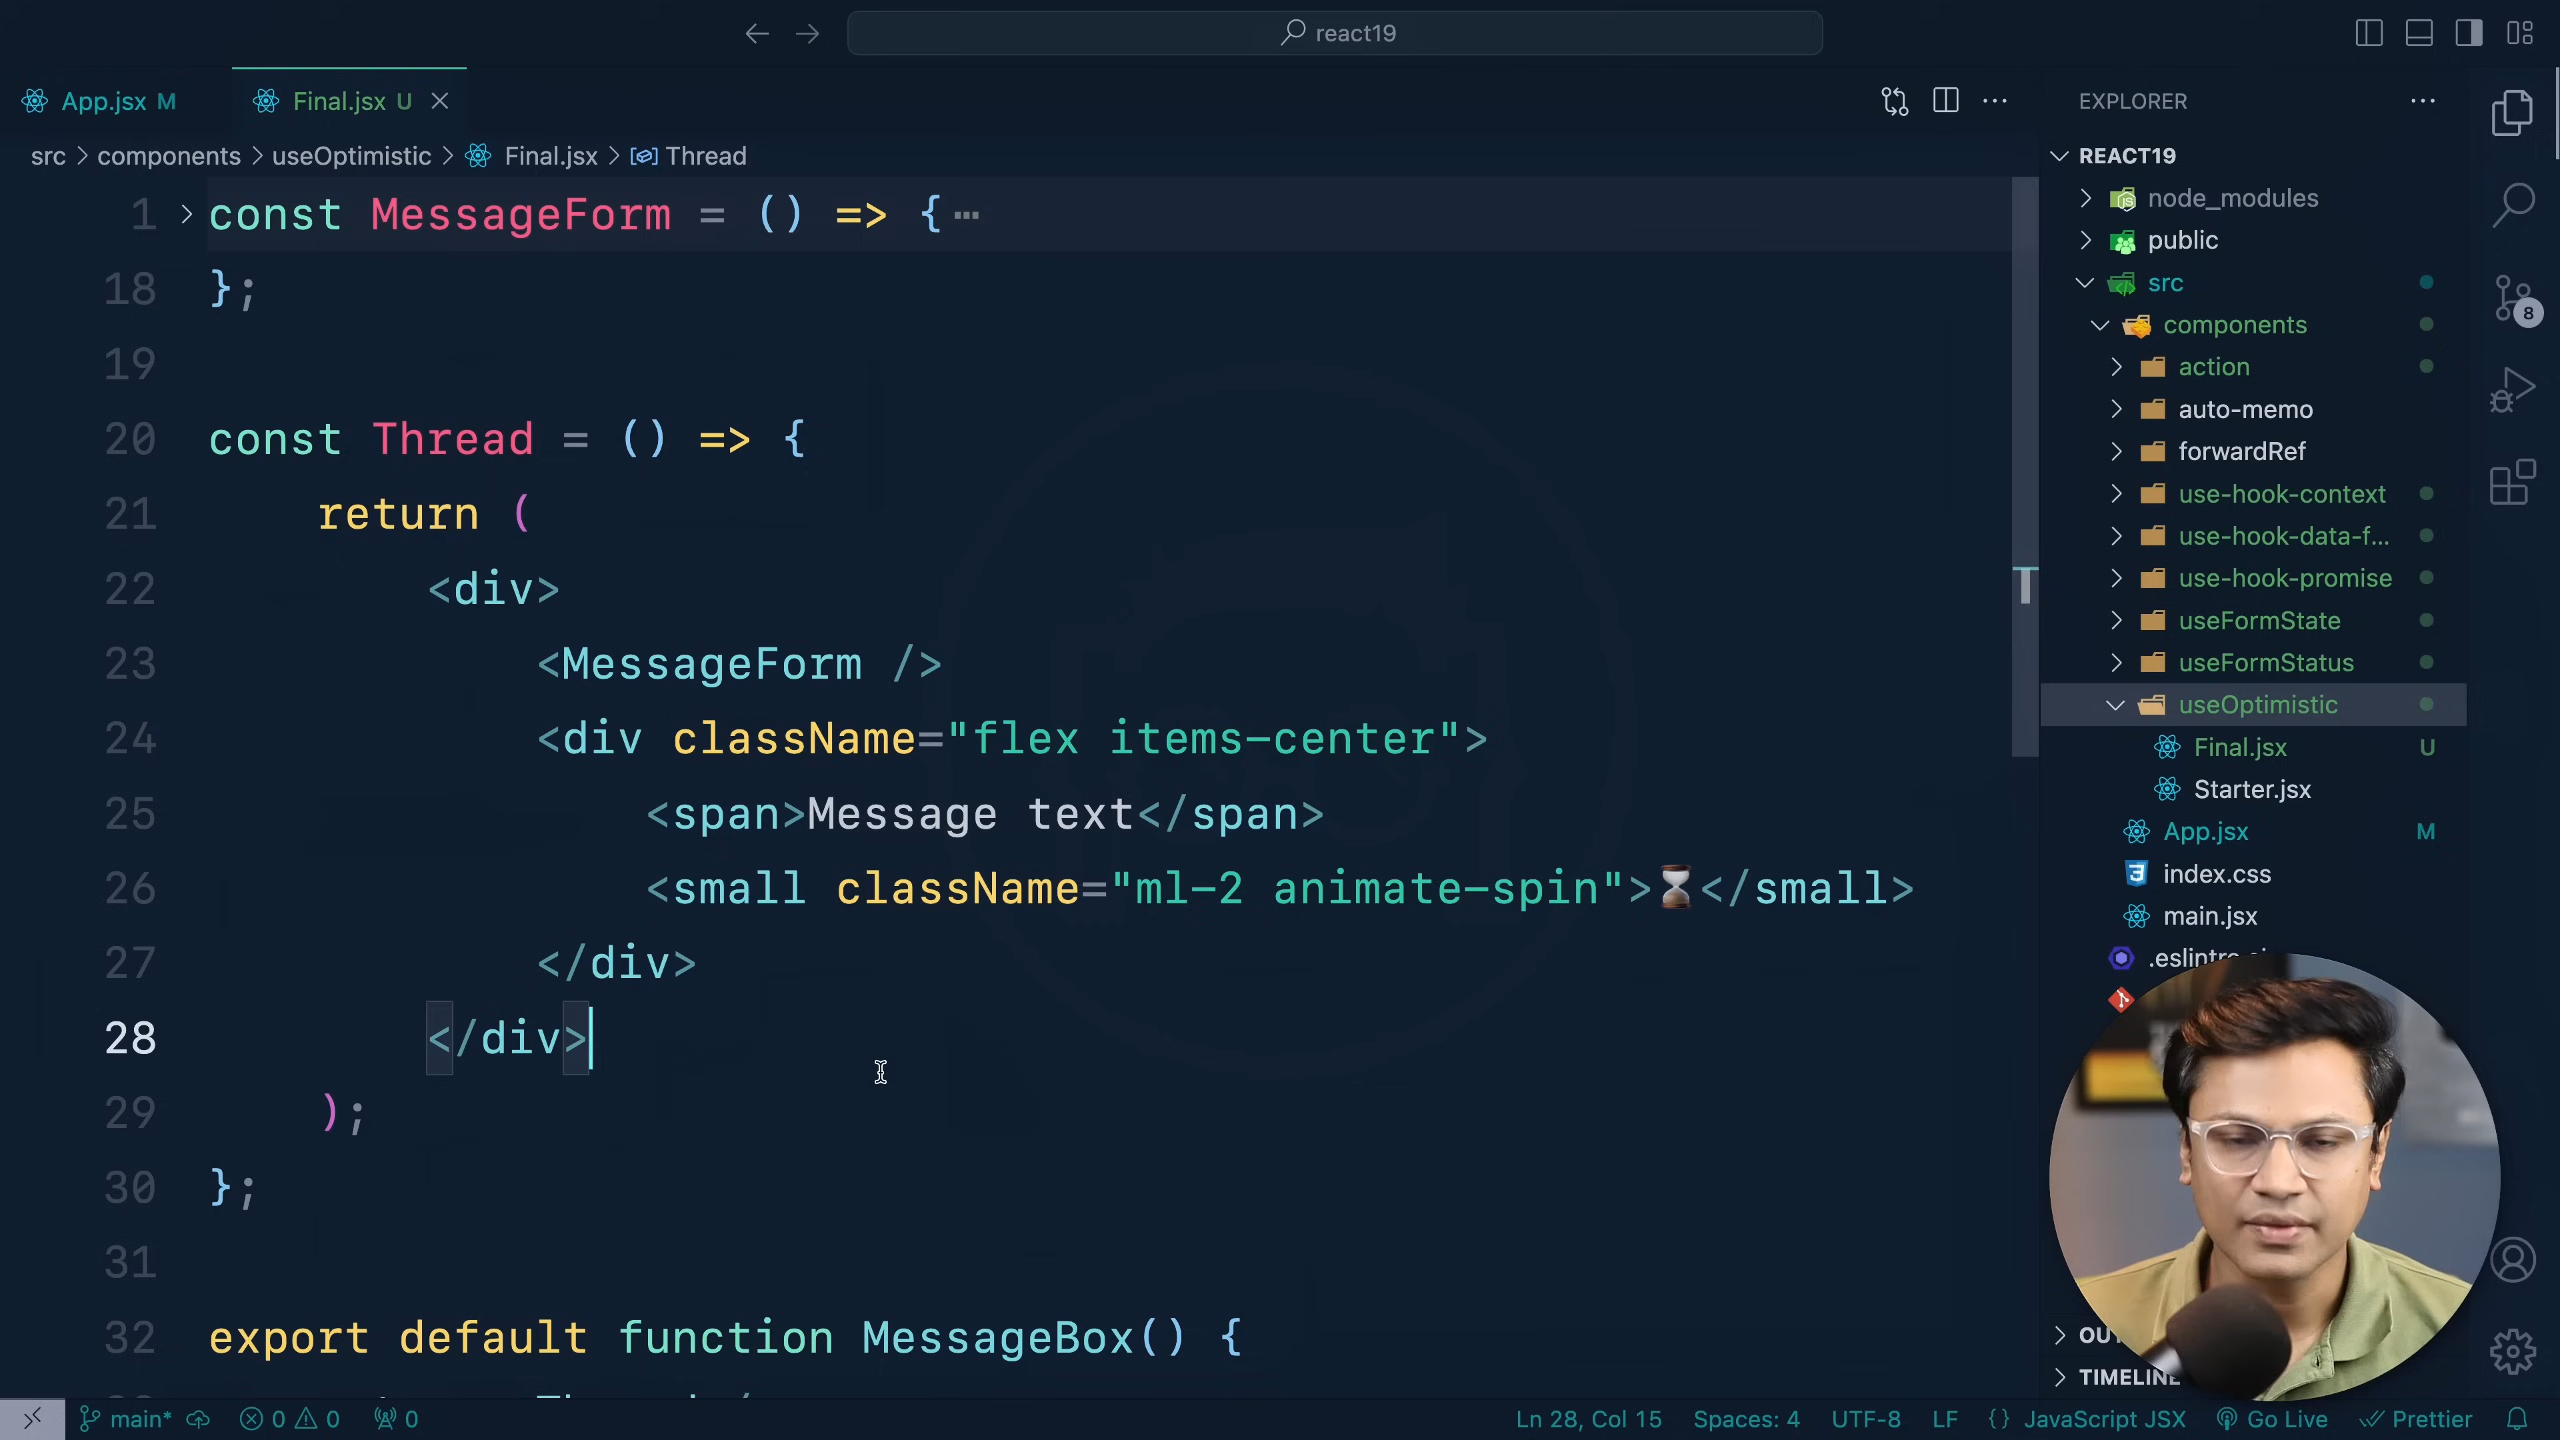 react19
App.jsx M
Final.jsx U
src > components > useOptimistic > Final.jsx > Thread
1 const MessageForm = () => {
18 };
19
20 const Thread = () => {
21 return (
22 <div>
23 <MessageForm />
24 <div className="flex items-center">
25 <span>Message text</span>
26 <small className="ml-2 animate-spin">⏳</small>
27 </div>
28 </div>
29 );
30 };
31
32 export default function MessageBox() {
EXPLORER
REACT19
node_modules
public
src
components
action
auto-memo
forwardRef
use-hook-context
use-hook-data-f...
use-hook-promise
useFormState
useFormStatus
useOptimistic
Final.jsx U
Starter.jsx
App.jsx M
index.css
main.jsx
8
main* 0 0 0
Ln 28, Col 15 Spaces: 4 UTF-8 LF {} JavaScript JSX Go Live Prettier